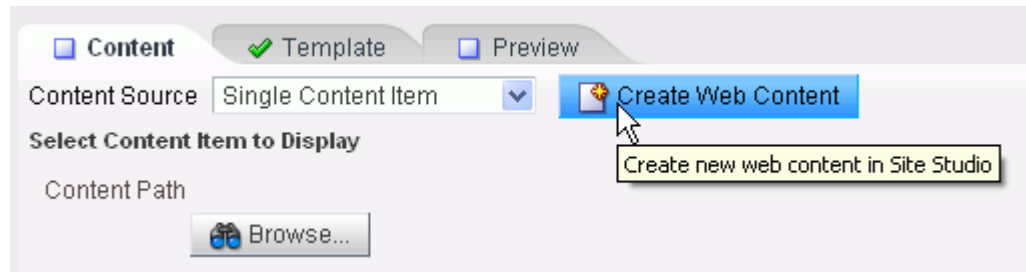 Content Template Preview
Content Source Single Content Item Create Web Content
Select Content Item to Display
Create new web content in Site Studio
Content Path
Browse...